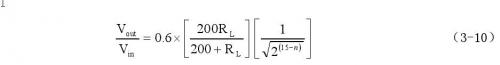 V_out / V_in = 0.6 × [ 200R_L / (200 + R_L) ] [ 1 / √(2^(15-n)) ] （3-10）